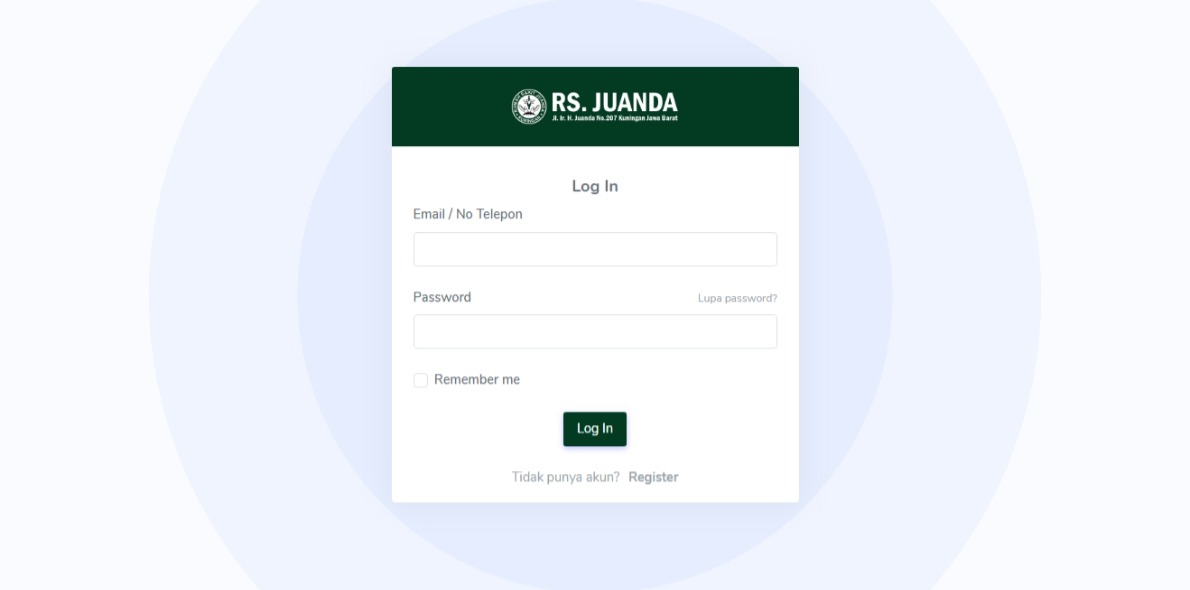 RS. JUANDA
Jl. Ir. H. Juanda No.207 Kuningan Jawa Barat
Log In
Email / No Telepon
Password
Lupa password?
Remember me
Log In
Tidak punya akun? Register